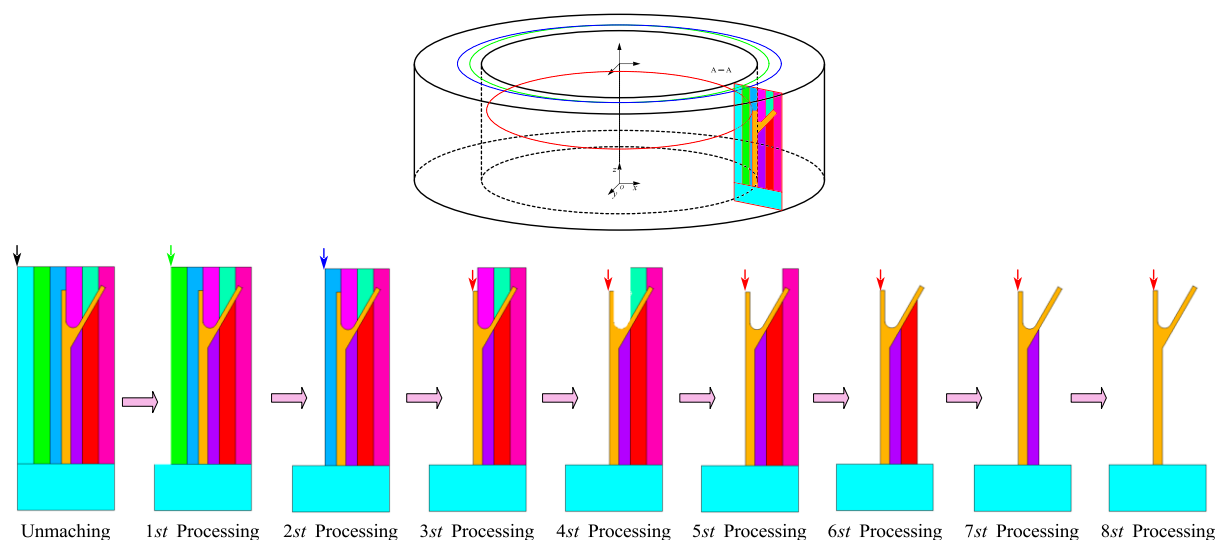 A-A
z
o
x
y
Unmaching
1st Processing
2st Processing
3st Processing
4st Processing
5st Processing
6st Processing
7st Processing
8st Processing